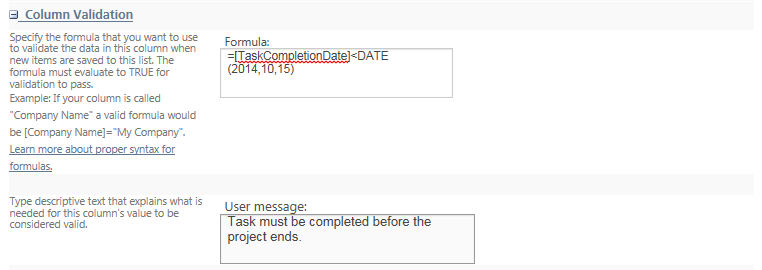 Column Validation
Specify the formula that you want to use
to validate the data in this column when
new items are saved to this list. The
formula must evaluate to TRUE for
validation to pass.
Example: If your column is called
"Company Name" a valid formula would
be [Company Name]="My Company".
Learn more about proper syntax for
formulas.
Formula:
=[TaskCompletionDate]<DATE
(2014,10,15)
Type descriptive text that explains what is
needed for this column's value to be
considered valid.
User message:
Task must be completed before the
project ends.